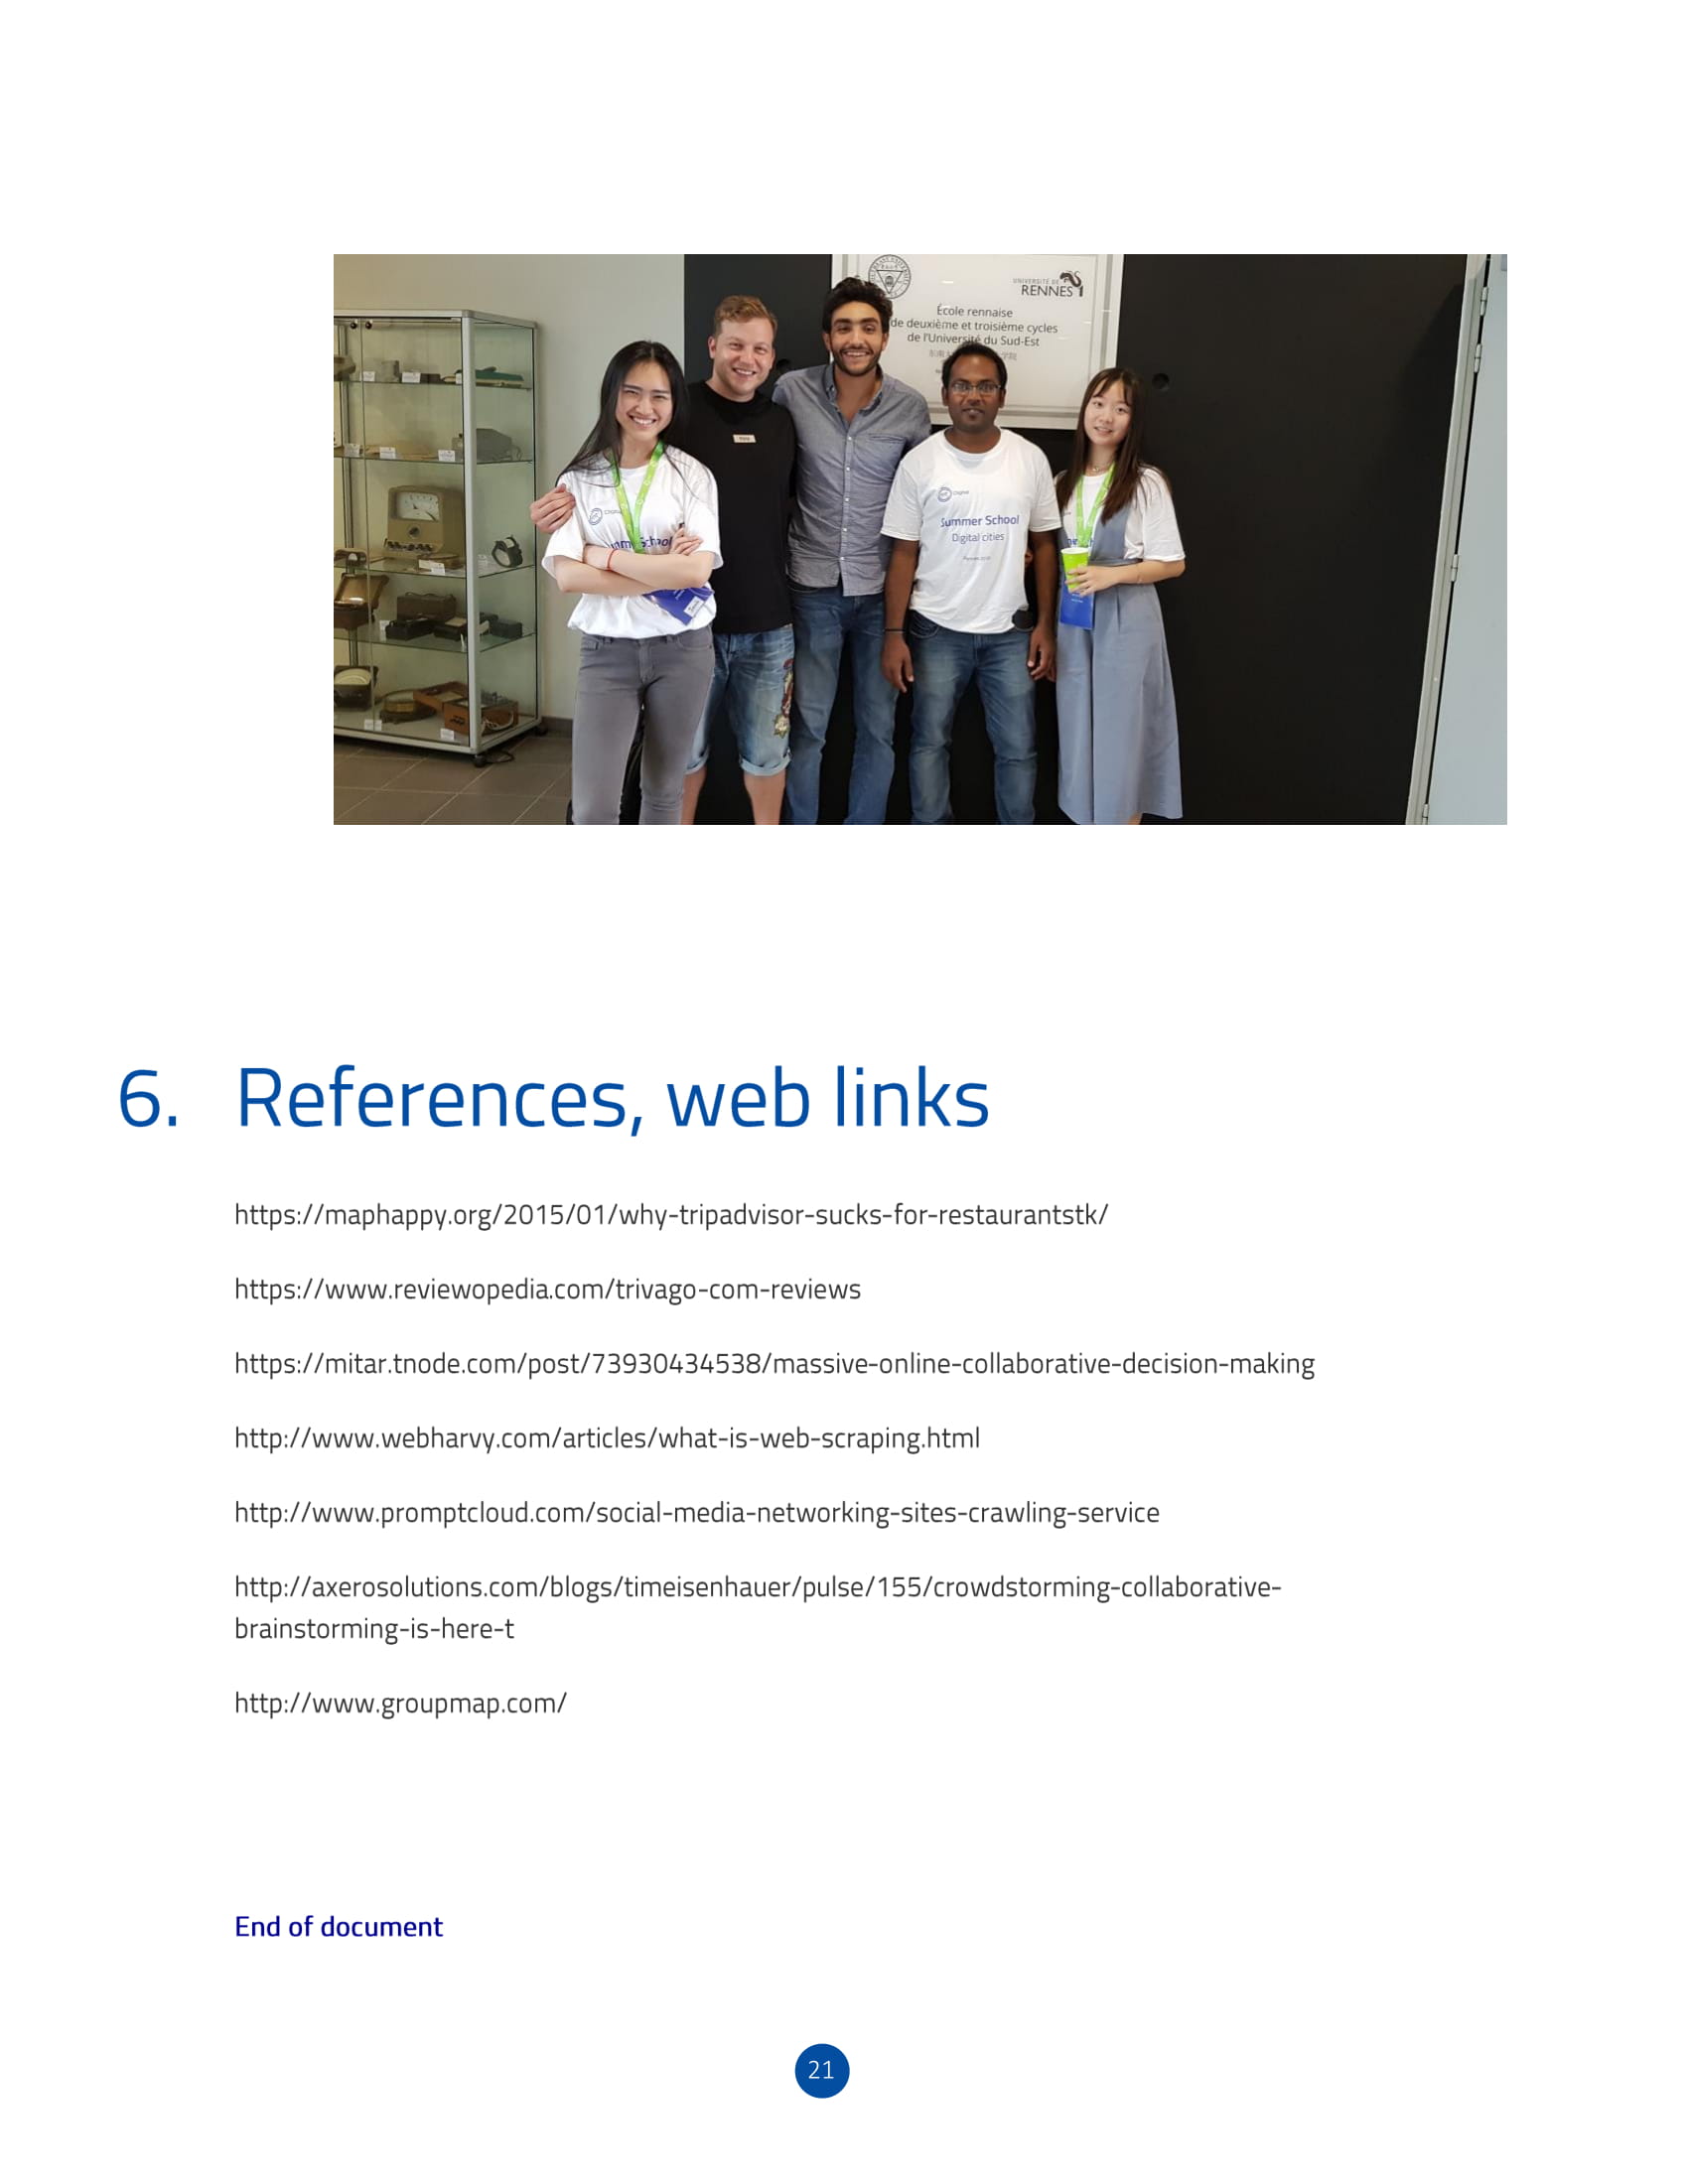 UNIVERSITÉ DE
RENNES 1
École rennaise
de deuxième et troisième cycles
de l'Université du Sud-Est
Summer School
Digital cities
6. References, web links
https://maphappy.org/2015/01/why-tripadvisor-sucks-for-restaurantstk/
https://www.reviewopedia.com/trivago-com-reviews
https://mitar.tnode.com/post/73930434538/massive-online-collaborative-decision-making
http://www.webharvy.com/articles/what-is-web-scraping.html
http://www.promptcloud.com/social-media-networking-sites-crawling-service
http://axerosolutions.com/blogs/timeisenhauer/pulse/155/crowdstorming-collaborative-
brainstorming-is-here-t
http://www.groupmap.com/
End of document
21